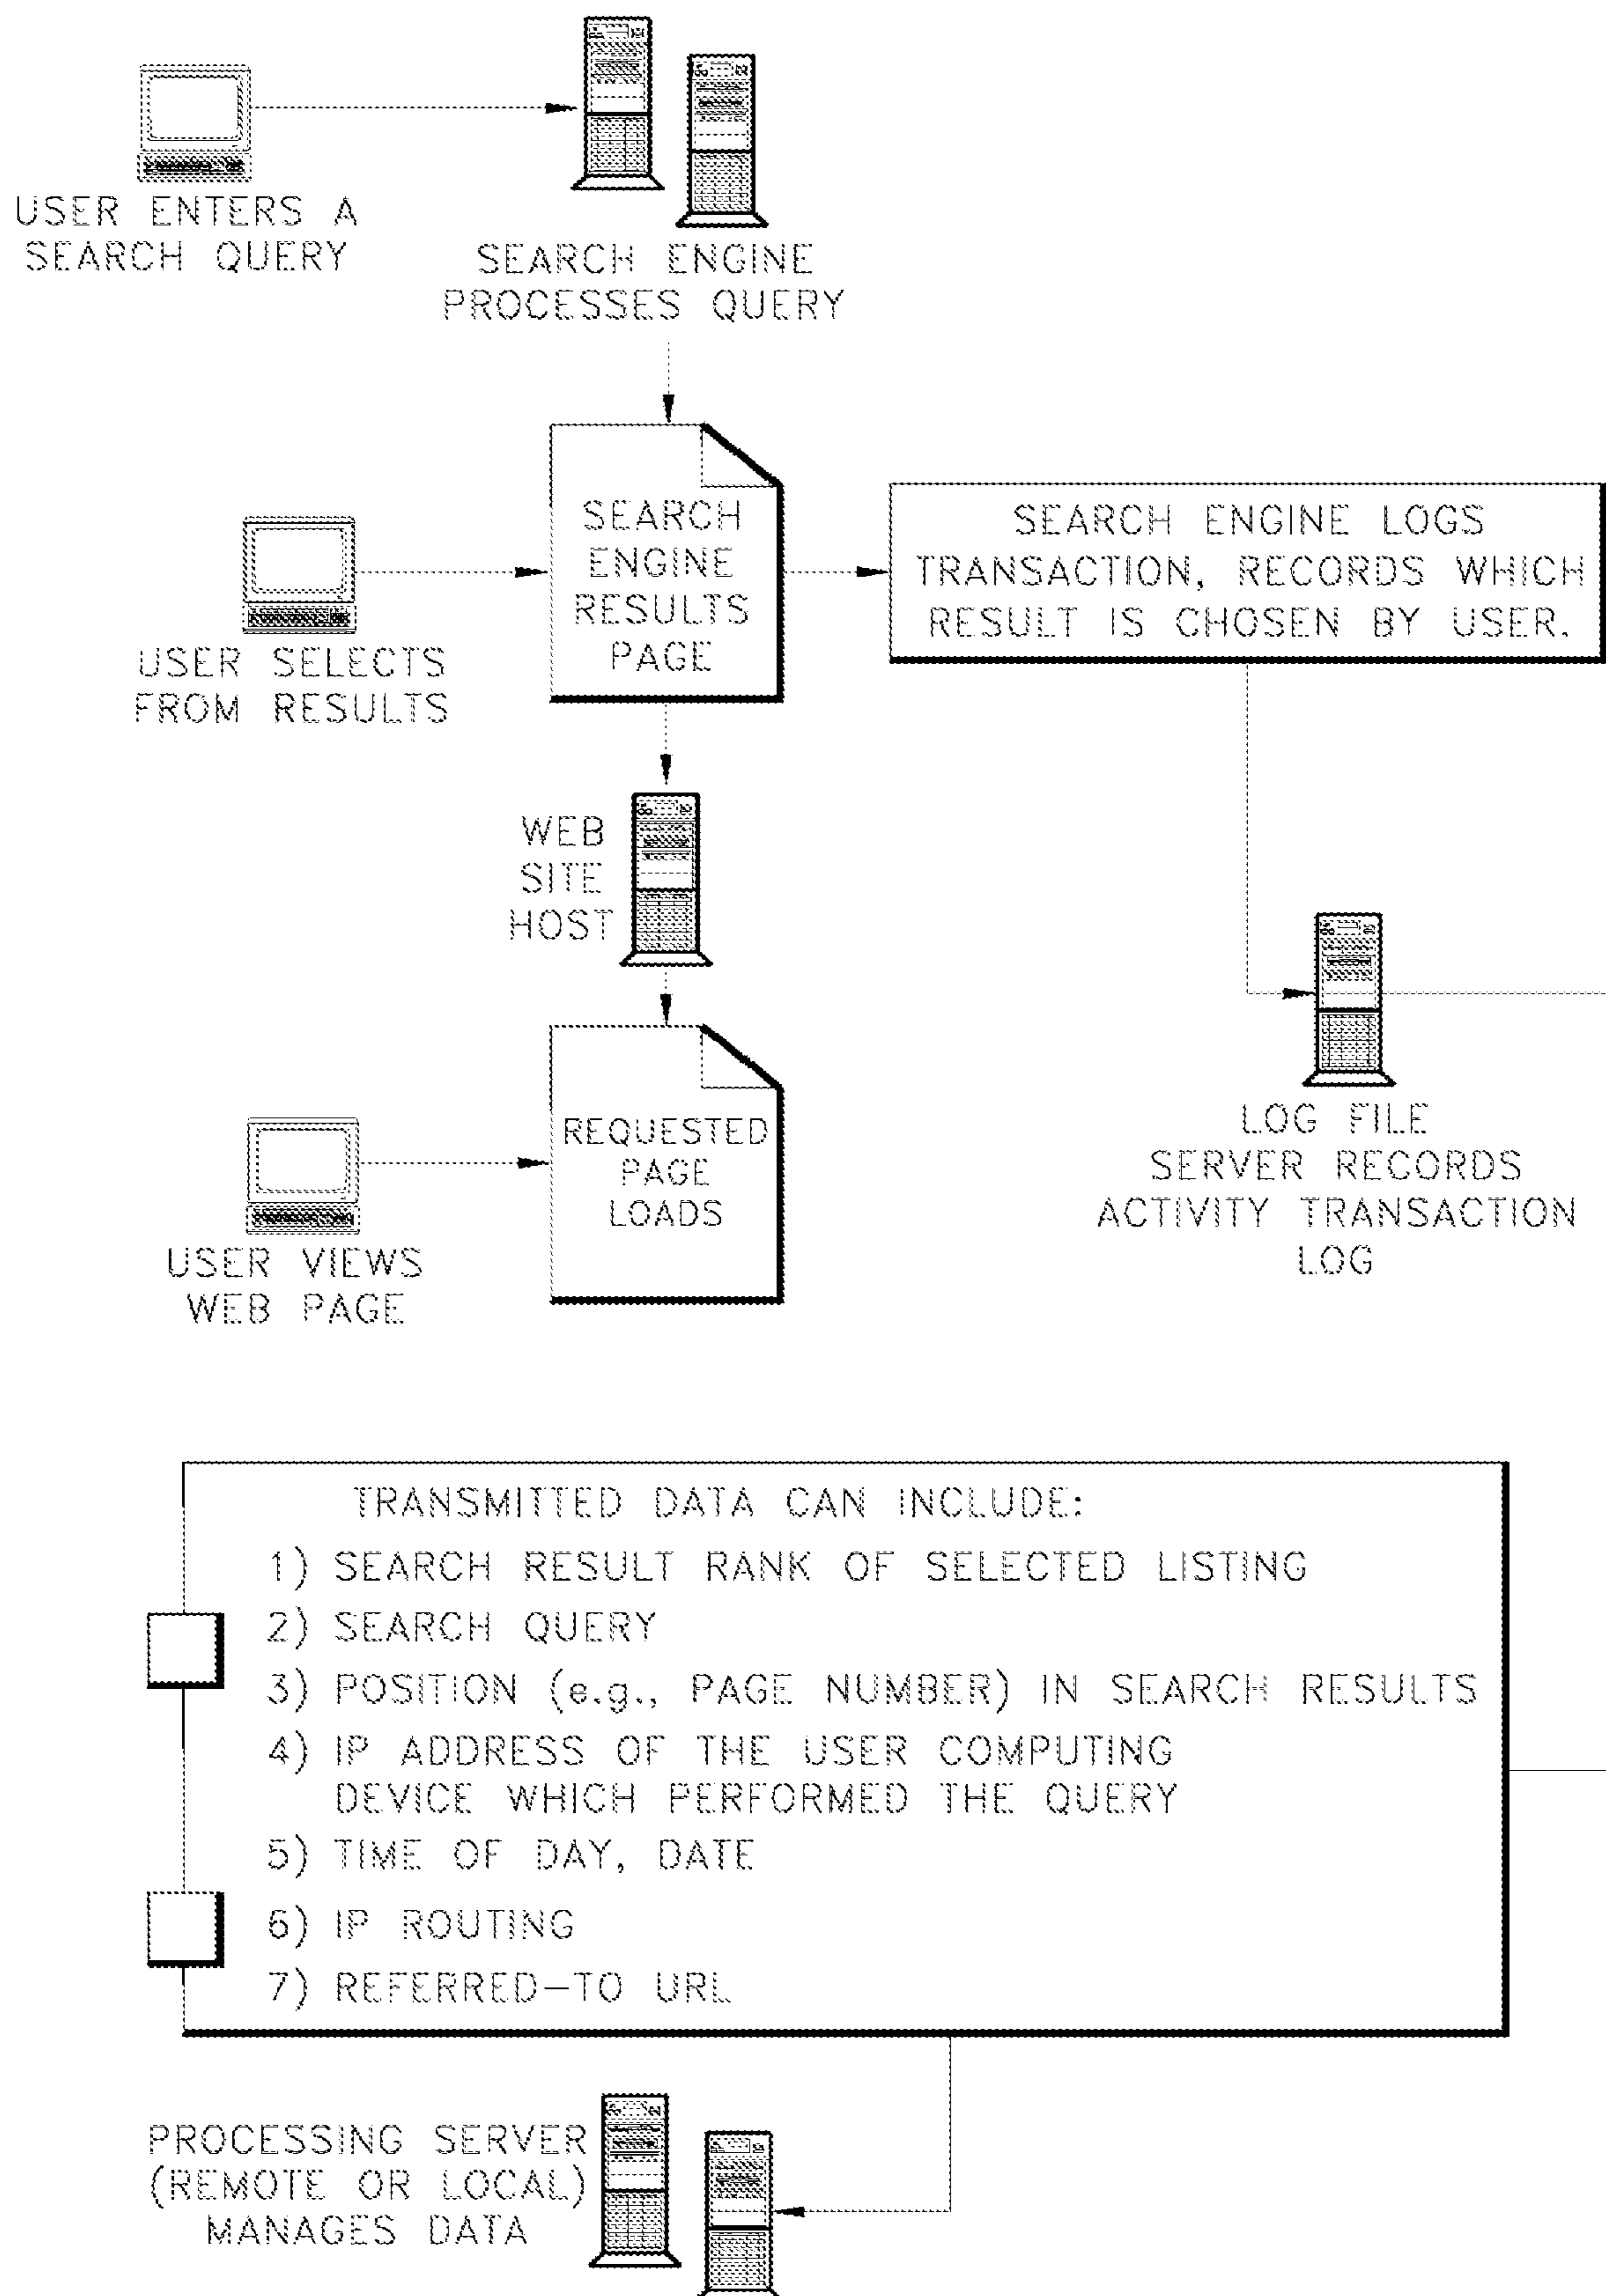 USER ENTERS A
SEARCH QUERY
SEARCH ENGINE
PROCESSES QUERY
SEARCH
ENGINE
RESULTS
PAGE
SEARCH ENGINE LOGS
TRANSACTION, RECORDS WHICH
RESULT IS CHOSEN BY USER.
USER SELECTS
FROM RESULTS
WEB
SITE
HOST
REQUESTED
PAGE
LOADS
USER VIEWS
WEB PAGE
LOG FILE
SERVER RECORDS
ACTIVITY TRANSACTION
LOG
TRANSMITTED DATA CAN INCLUDE:
1) SEARCH RESULT RANK OF SELECTED LISTING
2) SEARCH QUERY
3) POSITION (e.g., PAGE NUMBER) IN SEARCH RESULTS
4) IP ADDRESS OF THE USER COMPUTING
DEVICE WHICH PERFORMED THE QUERY
5) TIME OF DAY, DATE
6) IP ROUTING
7) REFERRED-TO URL
PROCESSING SERVER
(REMOTE OR LOCAL)
MANAGES DATA